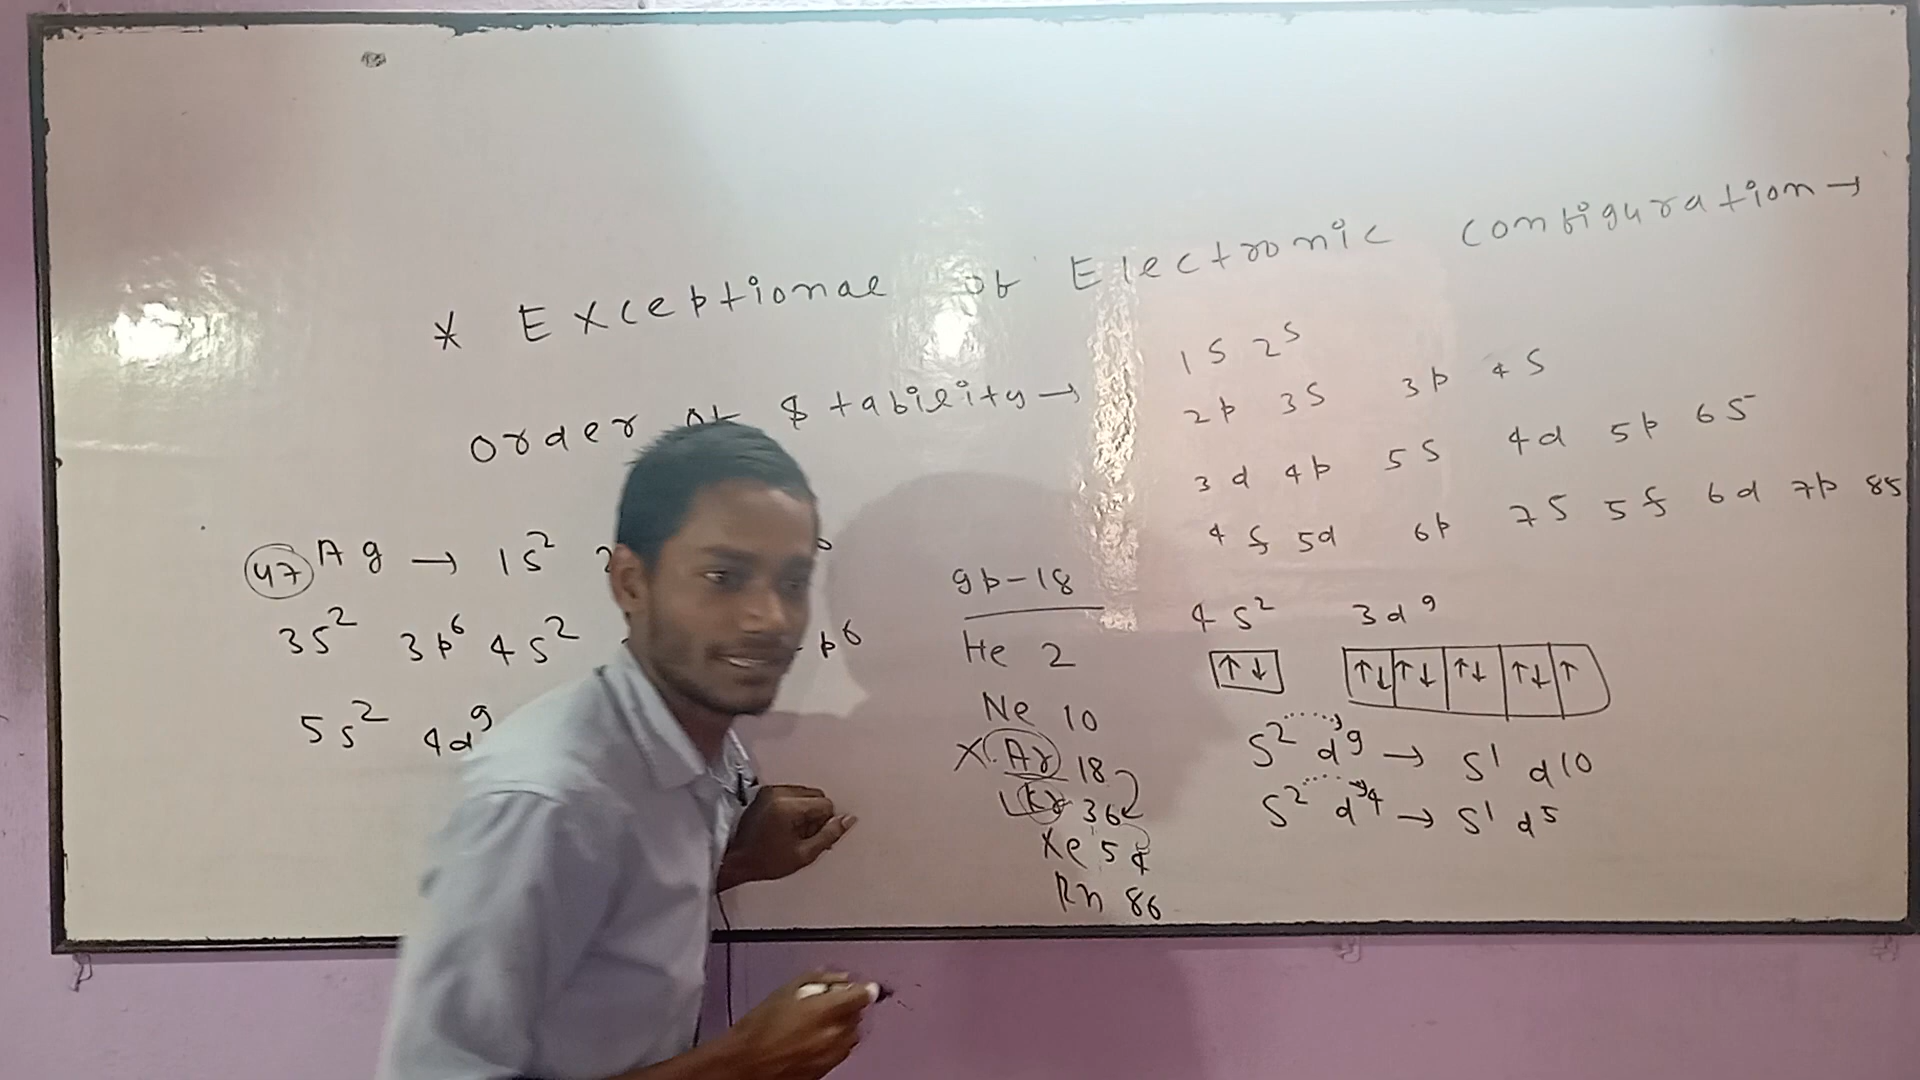 * Exceptional of Electronic configuration →
order of stability →
1s 2s
2p 3s 3p 4s
3d 4p 5s 4d 5p 6s
4f 5d 6p 7s 5f 6d 7p 8s
47 Ag → 1s² 2
3s² 3p⁶ 4s² p⁶
5s² 4d⁹
gp-18
He 2
Ne 10
X Ar 18
Kr 36
Xe 54
Rn 86
4s² 3d⁹
↑↓ ↑↓ ↑↓ ↑↓ ↑↓ ↑
s² d⁹ → s¹ d10
s² d⁴ → s¹ d⁵